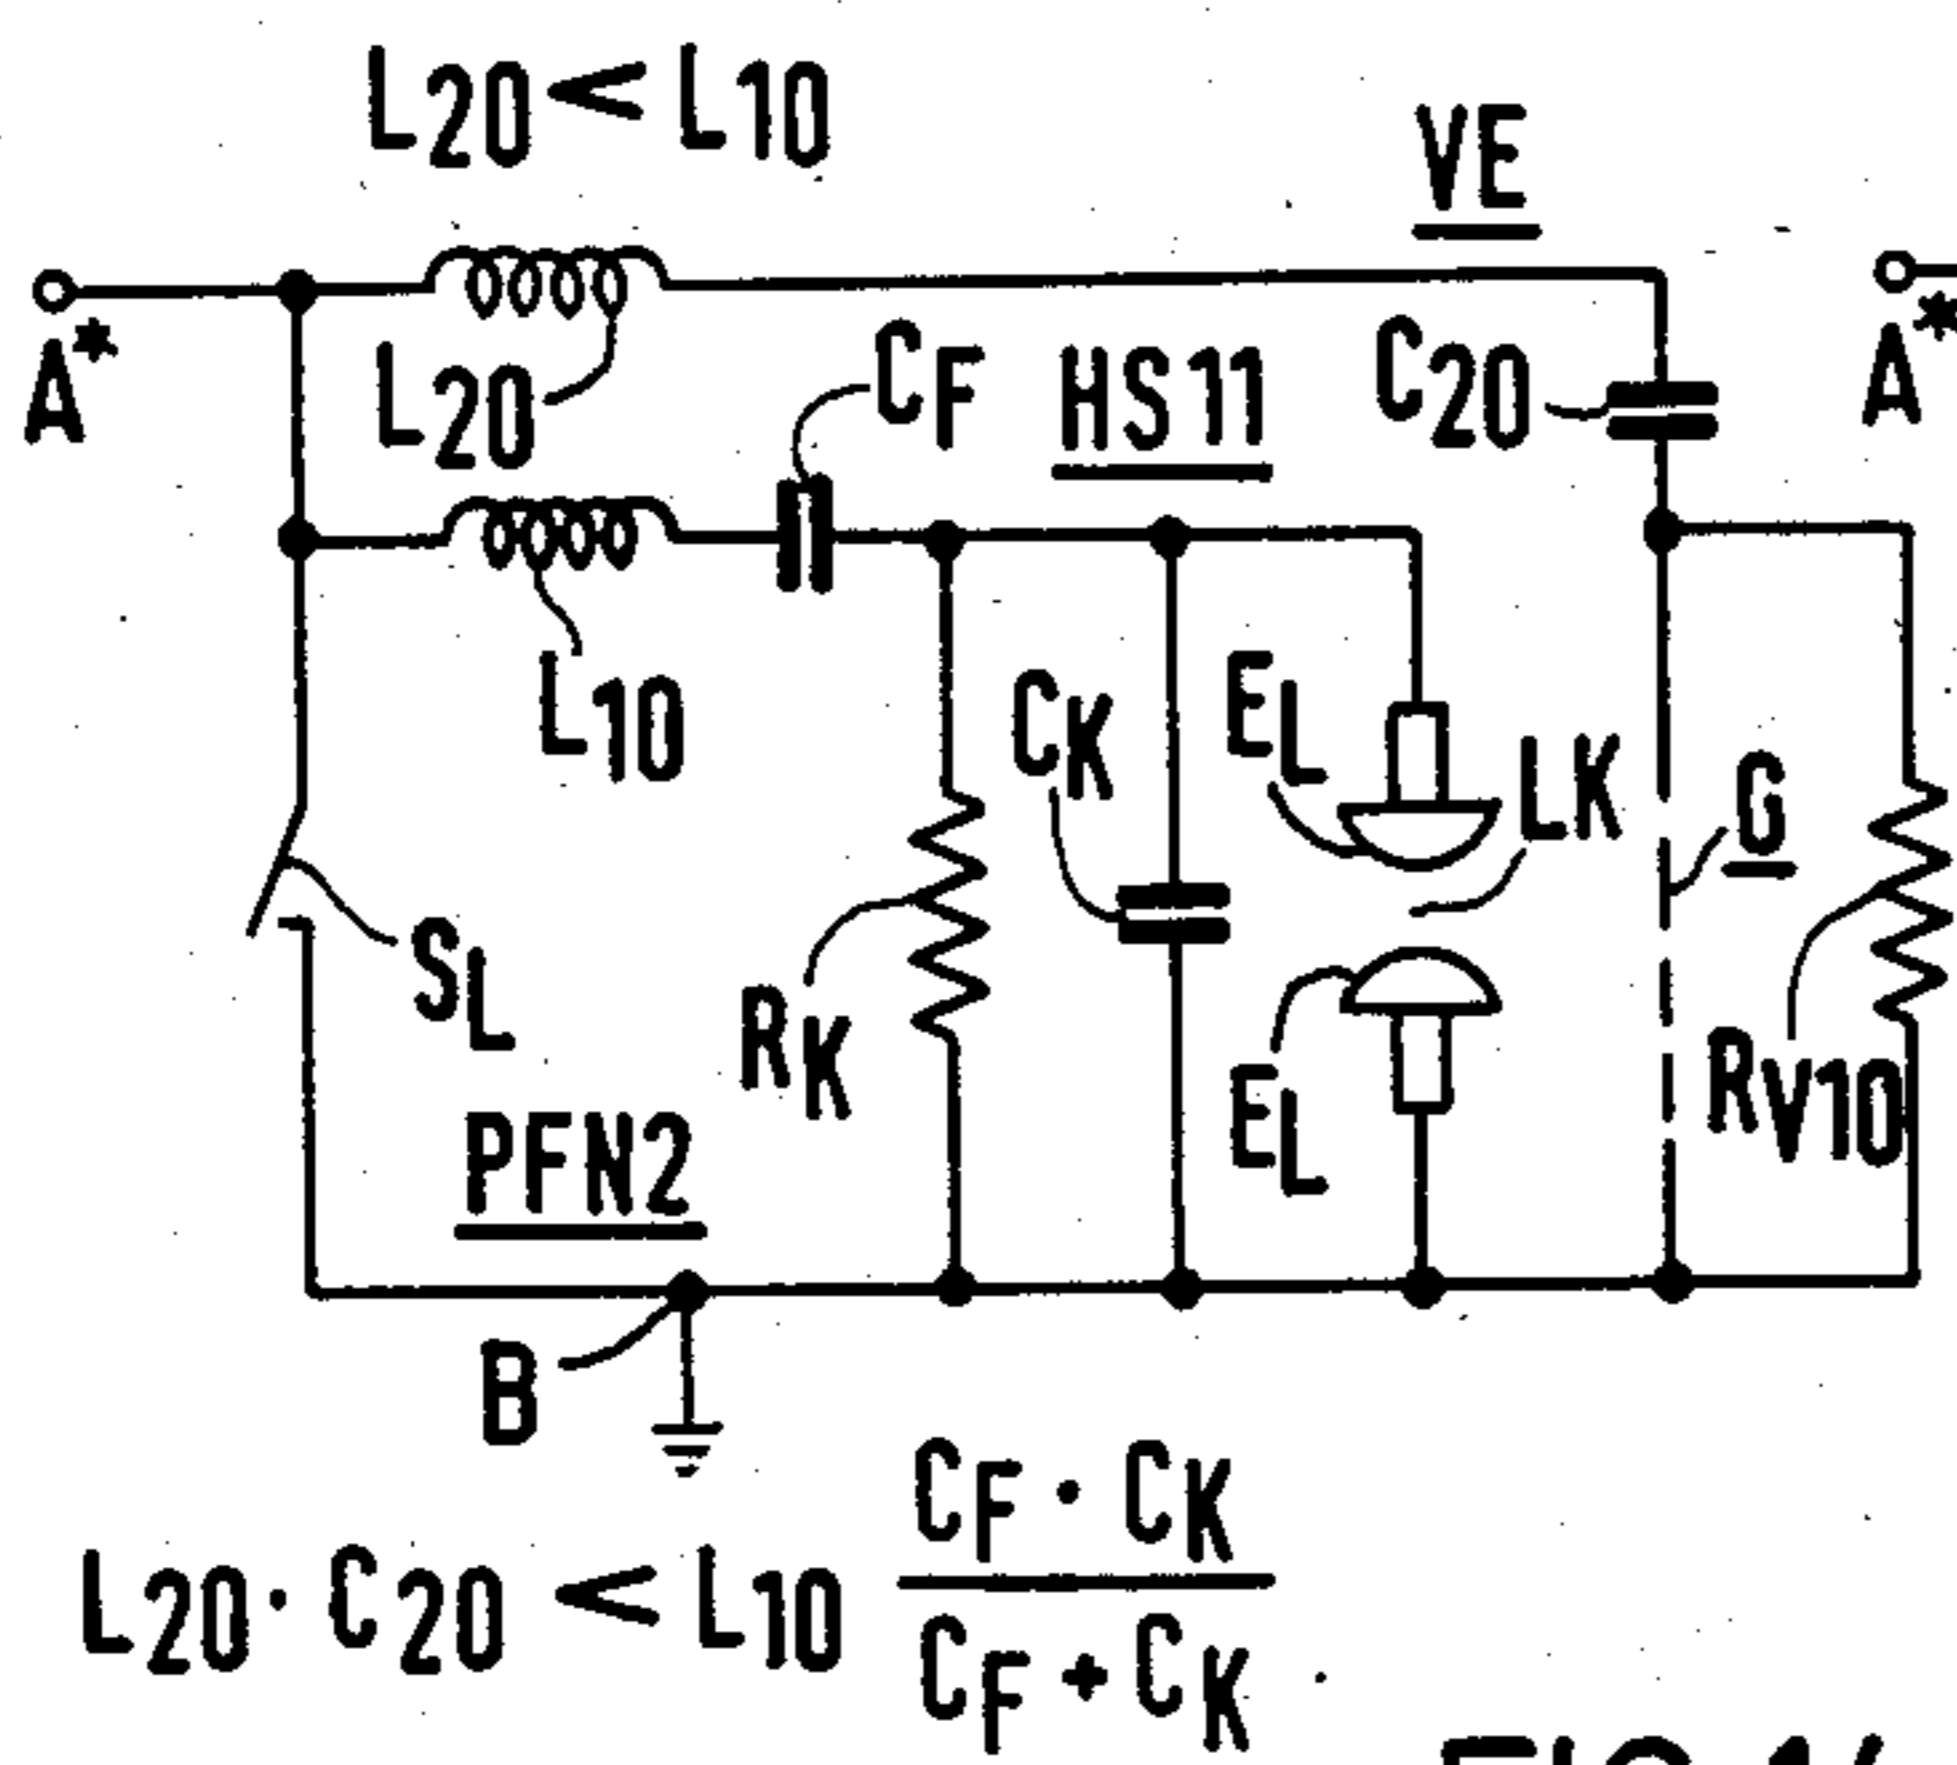 L20 < L10
VE
A*
L20
CF
HS11
C20
A*
L10
CK
EL
LK
G
SL
RK
EL
RV10
PFN2
B
L20 · C20 < L10 CF · CK
CF + CK